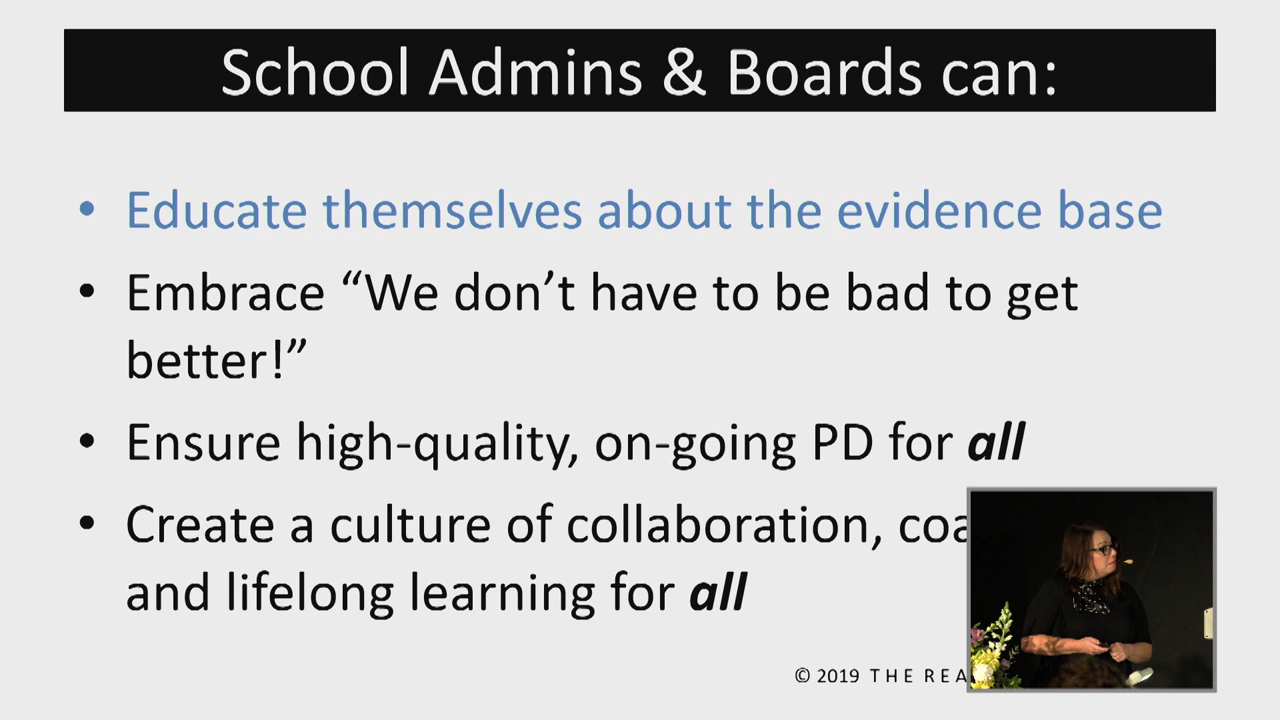 School Admins & Boards can:
• Educate themselves about the evidence base
• Embrace “We don’t have to be bad to get
better!”
• Ensure high-quality, on-going PD for all
• Create a culture of collaboration,
and lifelong learning for all
© 2019 THE